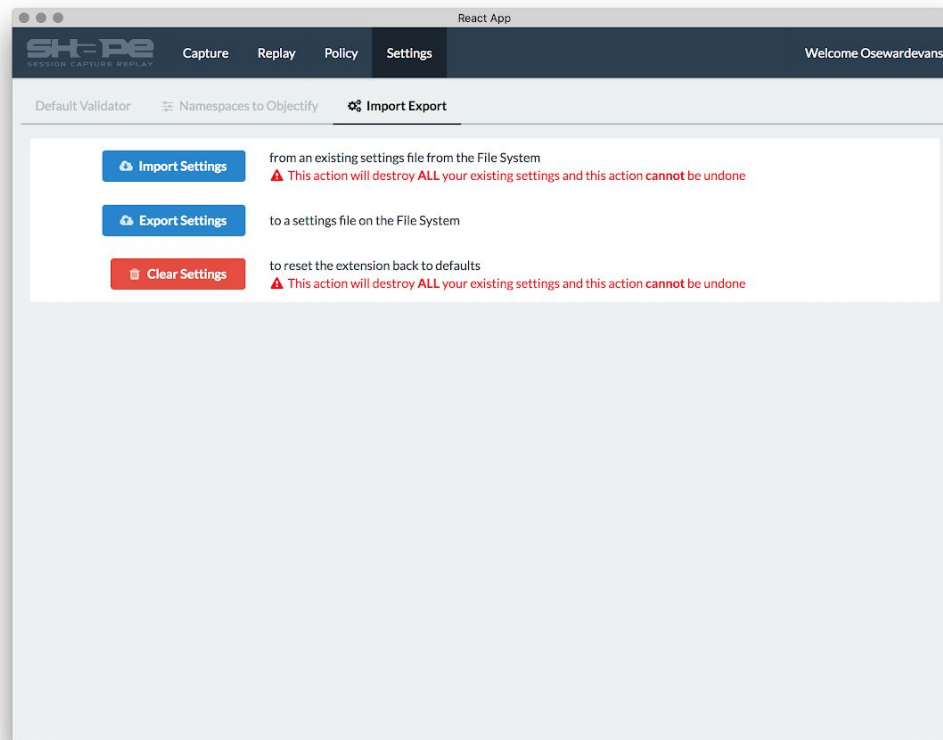 React App
SHAPE
SESSION CAPTURE REPLAY
Capture Replay Policy Settings Welcome Osewardevans
Default Validator Namespaces to Objectify Import Export
Import Settings from an existing settings file from the File System
This action will destroy ALL your existing settings and this action cannot be undone
Export Settings to a settings file on the File System
Clear Settings to reset the extension back to defaults
This action will destroy ALL your existing settings and this action cannot be undone